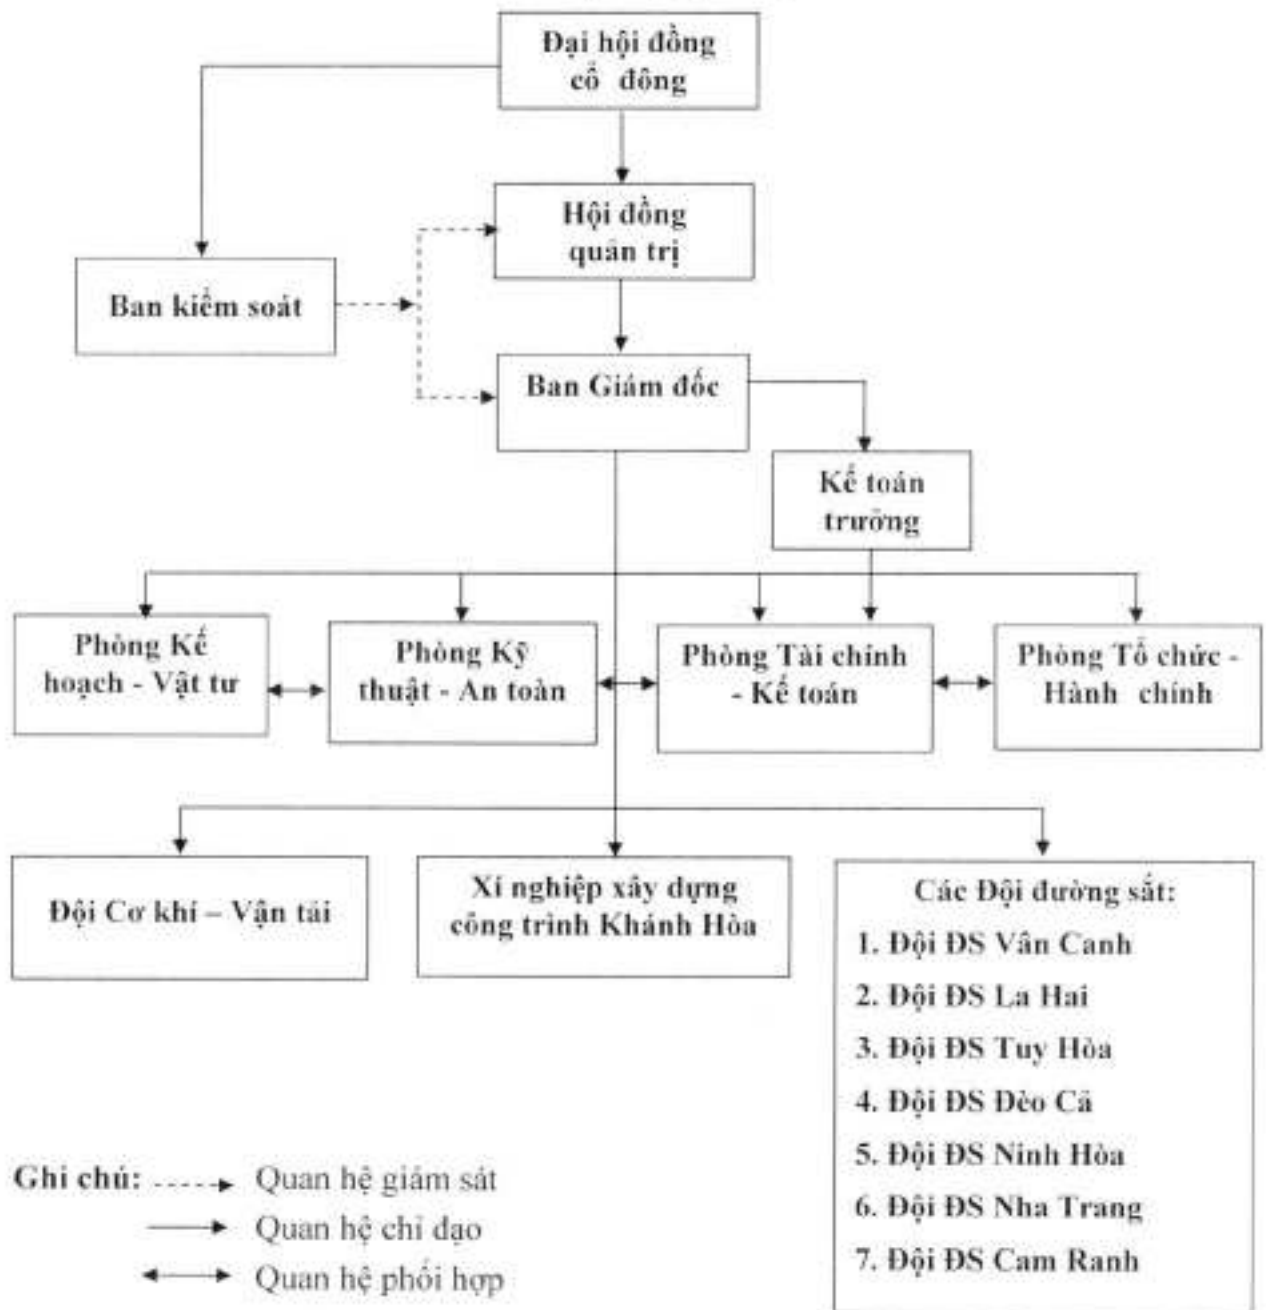 Đại hội đồng
cổ đông
Hội đồng
quản trị
Ban kiểm soát
Ban Giám đốc
Kế toán
trưởng
Phòng Kế
hoạch - Vật tư
Phòng Kỹ
thuật - An toàn
Phòng Tài chính
- Kế toán
Phòng Tổ chức -
Hành chính
Đội Cơ khí – Vận tải
Xí nghiệp xây dựng
công trình Khánh Hòa
Các Đội đường sắt:
1. Đội ĐS Vân Canh
2. Đội ĐS La Hai
3. Đội ĐS Tuy Hòa
4. Đội ĐS Đèo Cả
5. Đội ĐS Ninh Hòa
6. Đội ĐS Nha Trang
7. Đội ĐS Cam Ranh
Ghi chú:
Quan hệ giám sát
Quan hệ chỉ đạo
Quan hệ phối hợp